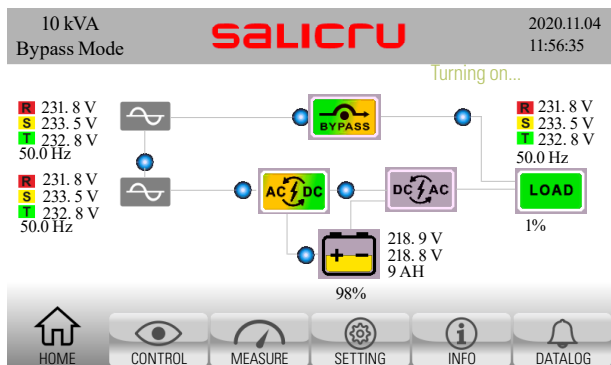 10 kVA
Bypass Mode
salicru
2020.11.04
11:56:35
Turning on...
R 231. 8 V
S 233. 5 V
T 232. 8 V
50.0 Hz
BYPASS
R 231. 8 V
S 233. 5 V
T 232. 8 V
50.0 Hz
R 231. 8 V
S 233. 5 V
T 232. 8 V
50.0 Hz
AC DC
DC AC
LOAD
1%
+ -
218. 9 V
218. 8 V
9 AH
98%
HOME
CONTROL
MEASURE
SETTING
INFO
DATALOG